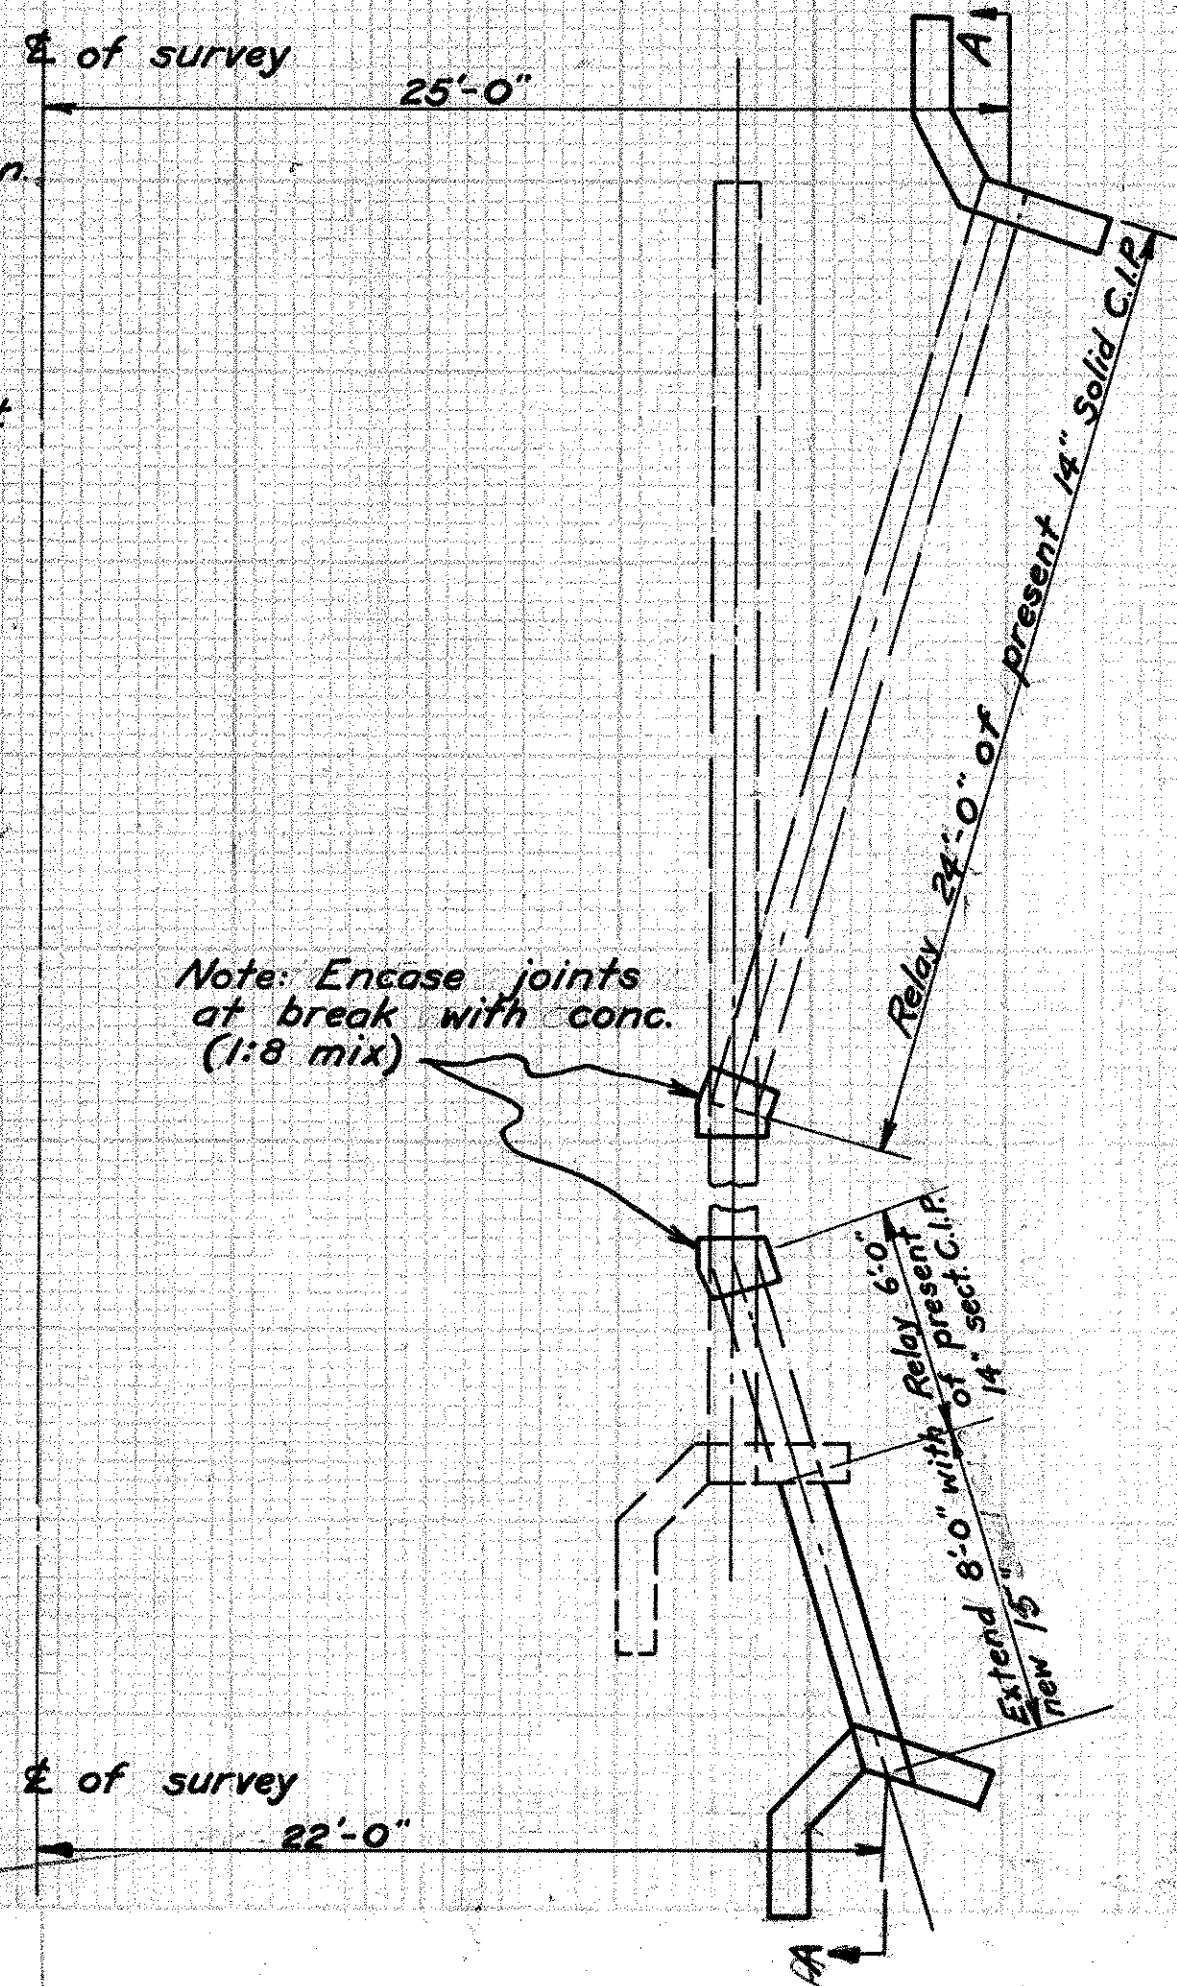 ℄ of survey
25'-0"
A
n.
Relay 24'-0" of present 14" Solid C.I.P.
Note: Encase joints
at break with conc.
(1:8 mix)
Relay 6'-0"
of present
14" sect. C.I.P.
Extend 8'-0" with
new 15"
℄ of survey
22'-0"
A